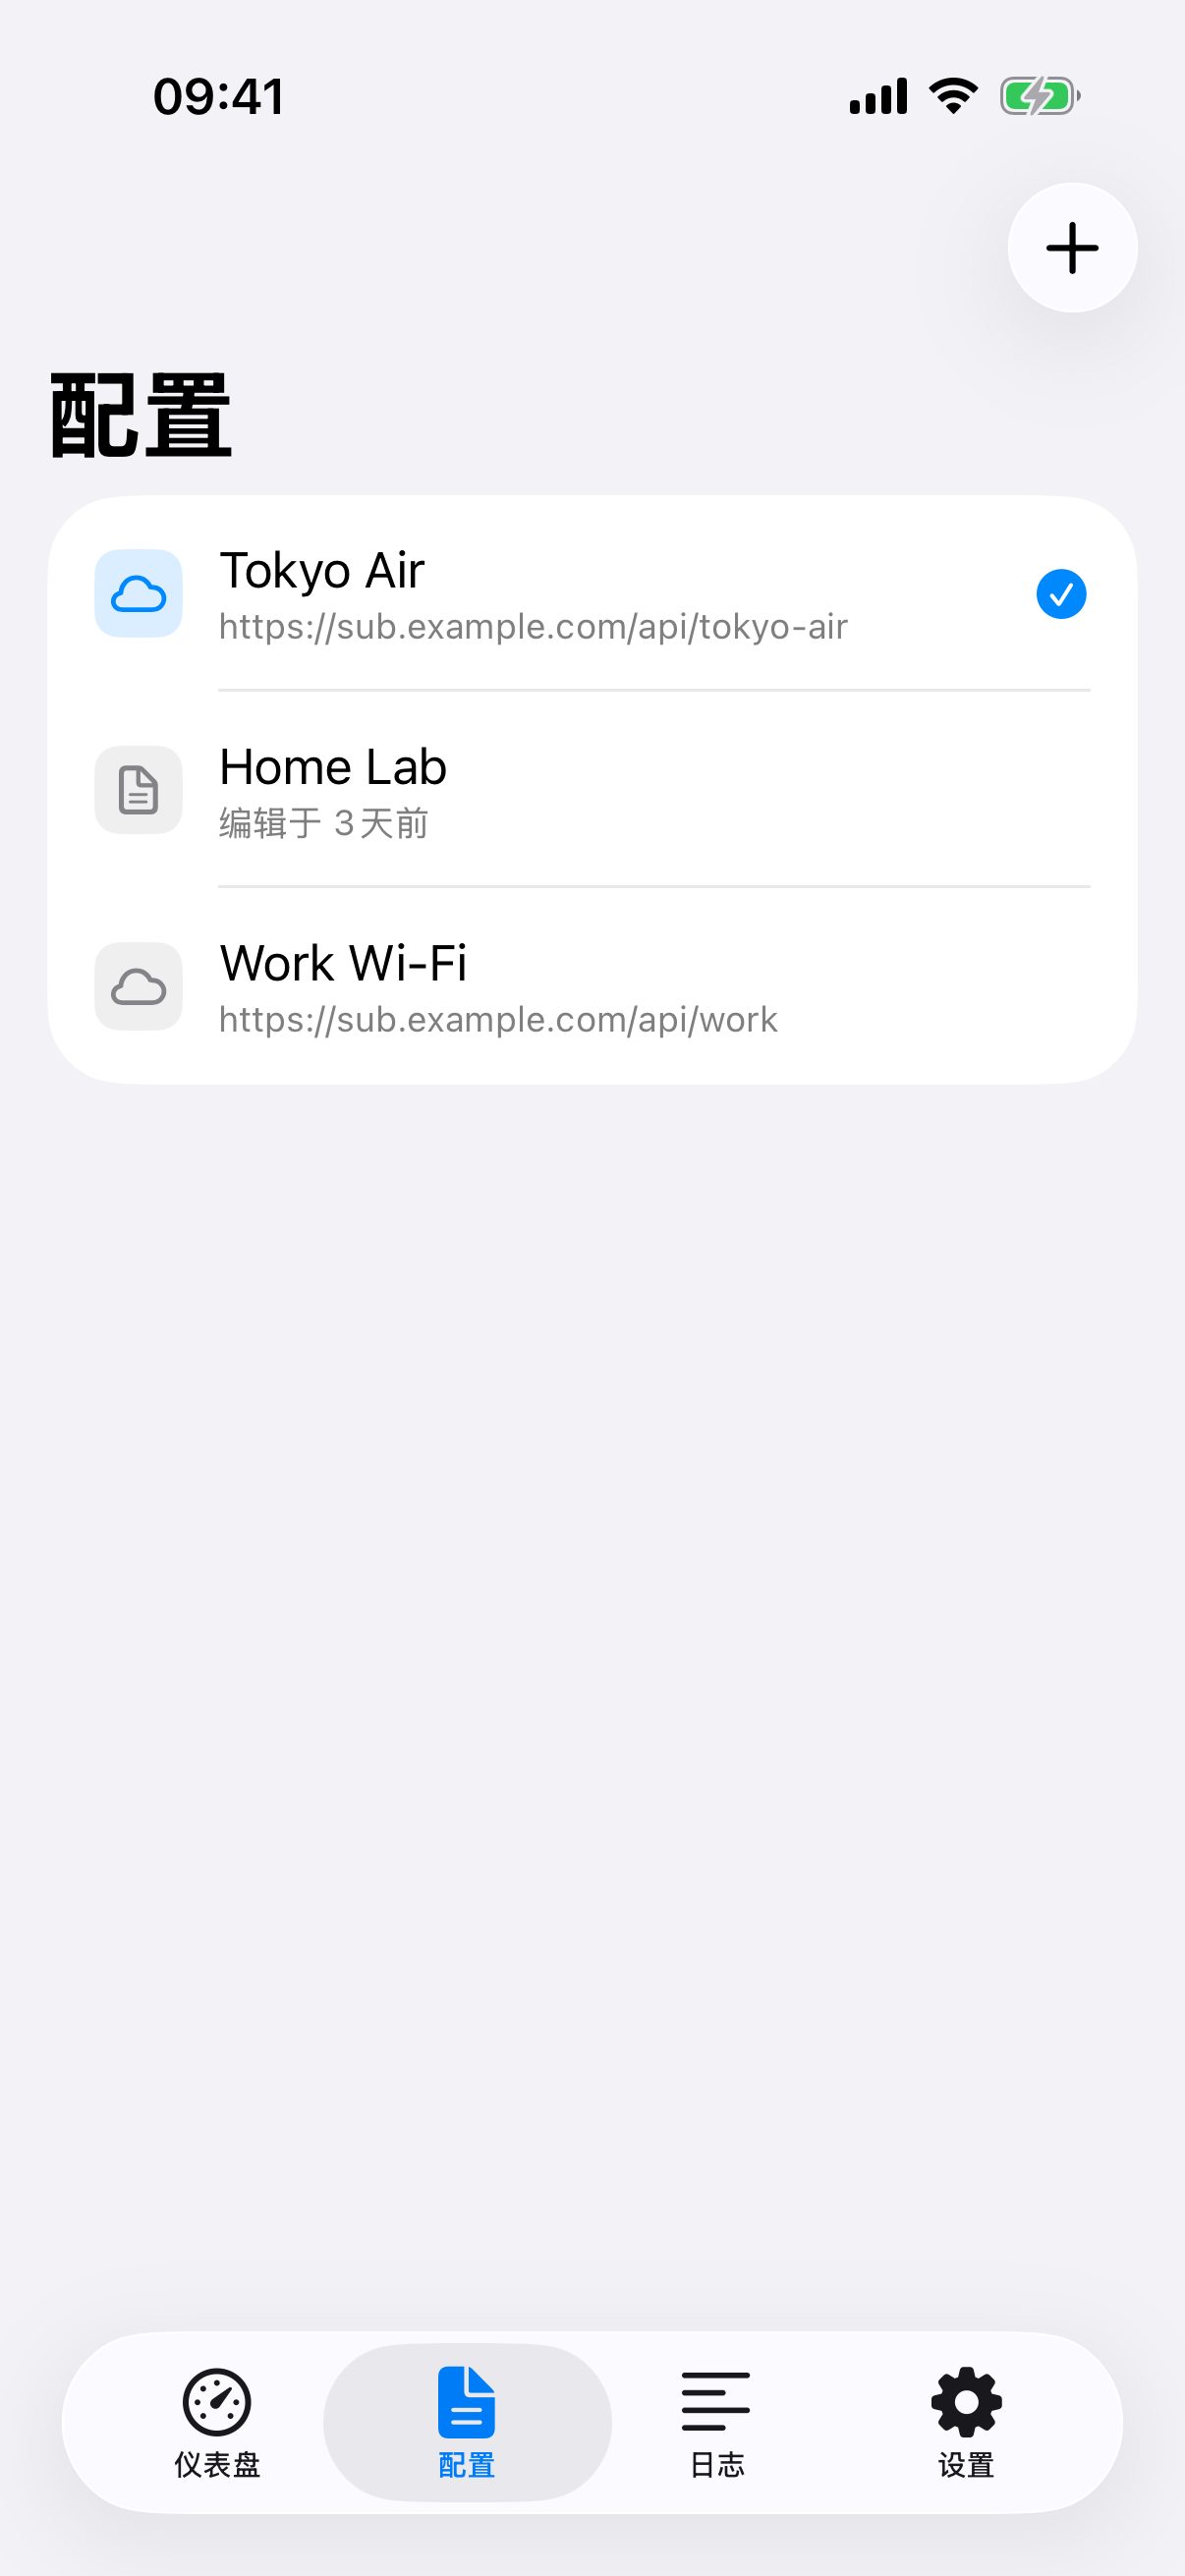 09:41
配置
Tokyo Air
https://sub.example.com/api/tokyo-air
Home Lab
编辑于 3天前
Work Wi-Fi
https://sub.example.com/api/work
仪表盘
配置
日志
设置